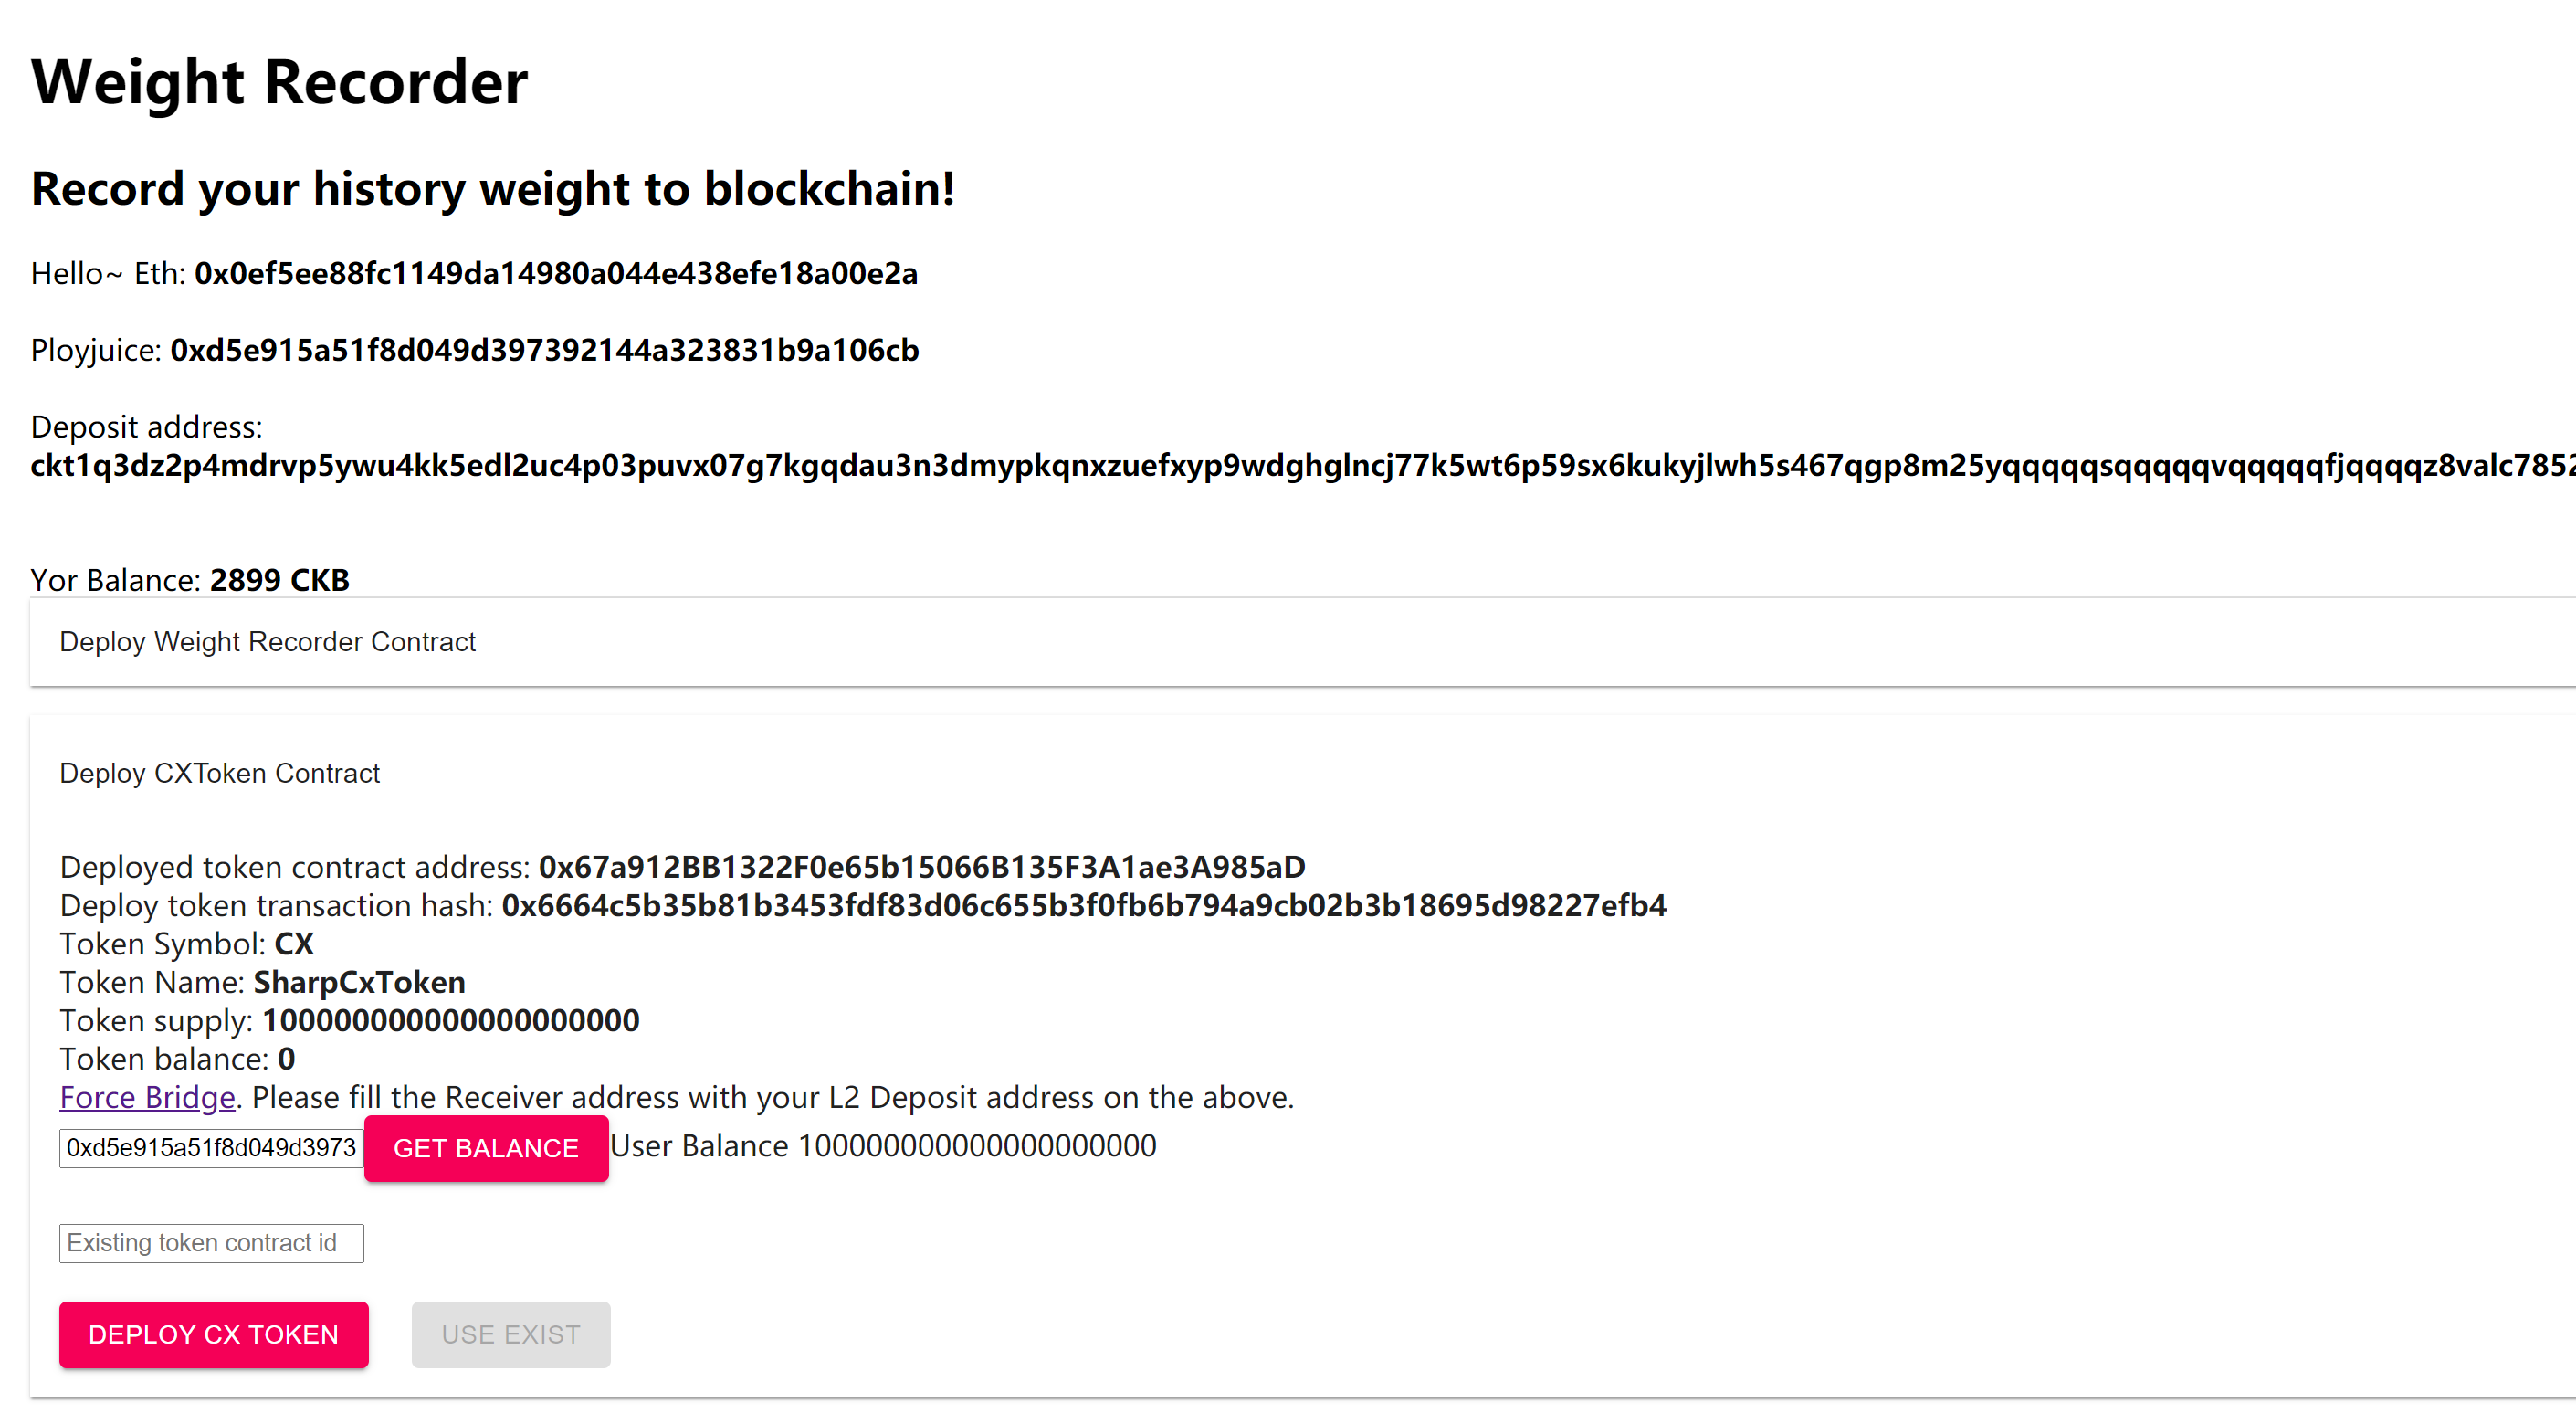 Weight Recorder
Record your history weight to blockchain!
Hello~ Eth: 0x0ef5ee88fc1149da14980a044e438efe18a00e2a
Ployjuice: 0xd5e915a51f8d049d397392144a323831b9a106cb
Deposit address:
ckt1q3dz2p4mdrvp5ywu4kk5edl2uc4p03puvx07g7kgqdau3n3dmypkqnxzuefxyp9wdghglncj77k5wt6p59sx6kukyjlwh5s467qgp8m25yqqqqqsqqqqqvqqqqqfjqqqqz8valc7852
Yor Balance: 2899 CKB
Deploy Weight Recorder Contract
Deploy CXToken Contract
Deployed token contract address: 0x67a912BB1322F0e65b15066B135F3A1ae3A985aD
Deploy token transaction hash: 0x6664c5b35b81b3453fdf83d06c655b3f0fb6b794a9cb02b3b18695d98227efb4
Token Symbol: CX
Token Name: SharpCxToken
Token supply: 1000000000000000000000
Token balance: 0
Force Bridge. Please fill the Receiver address with your L2 Deposit address on the above.
0xd5e915a51f8d049d3973 GET BALANCE User Balance 1000000000000000000000
Existing token contract id
DEPLOY CX TOKEN USE EXIST